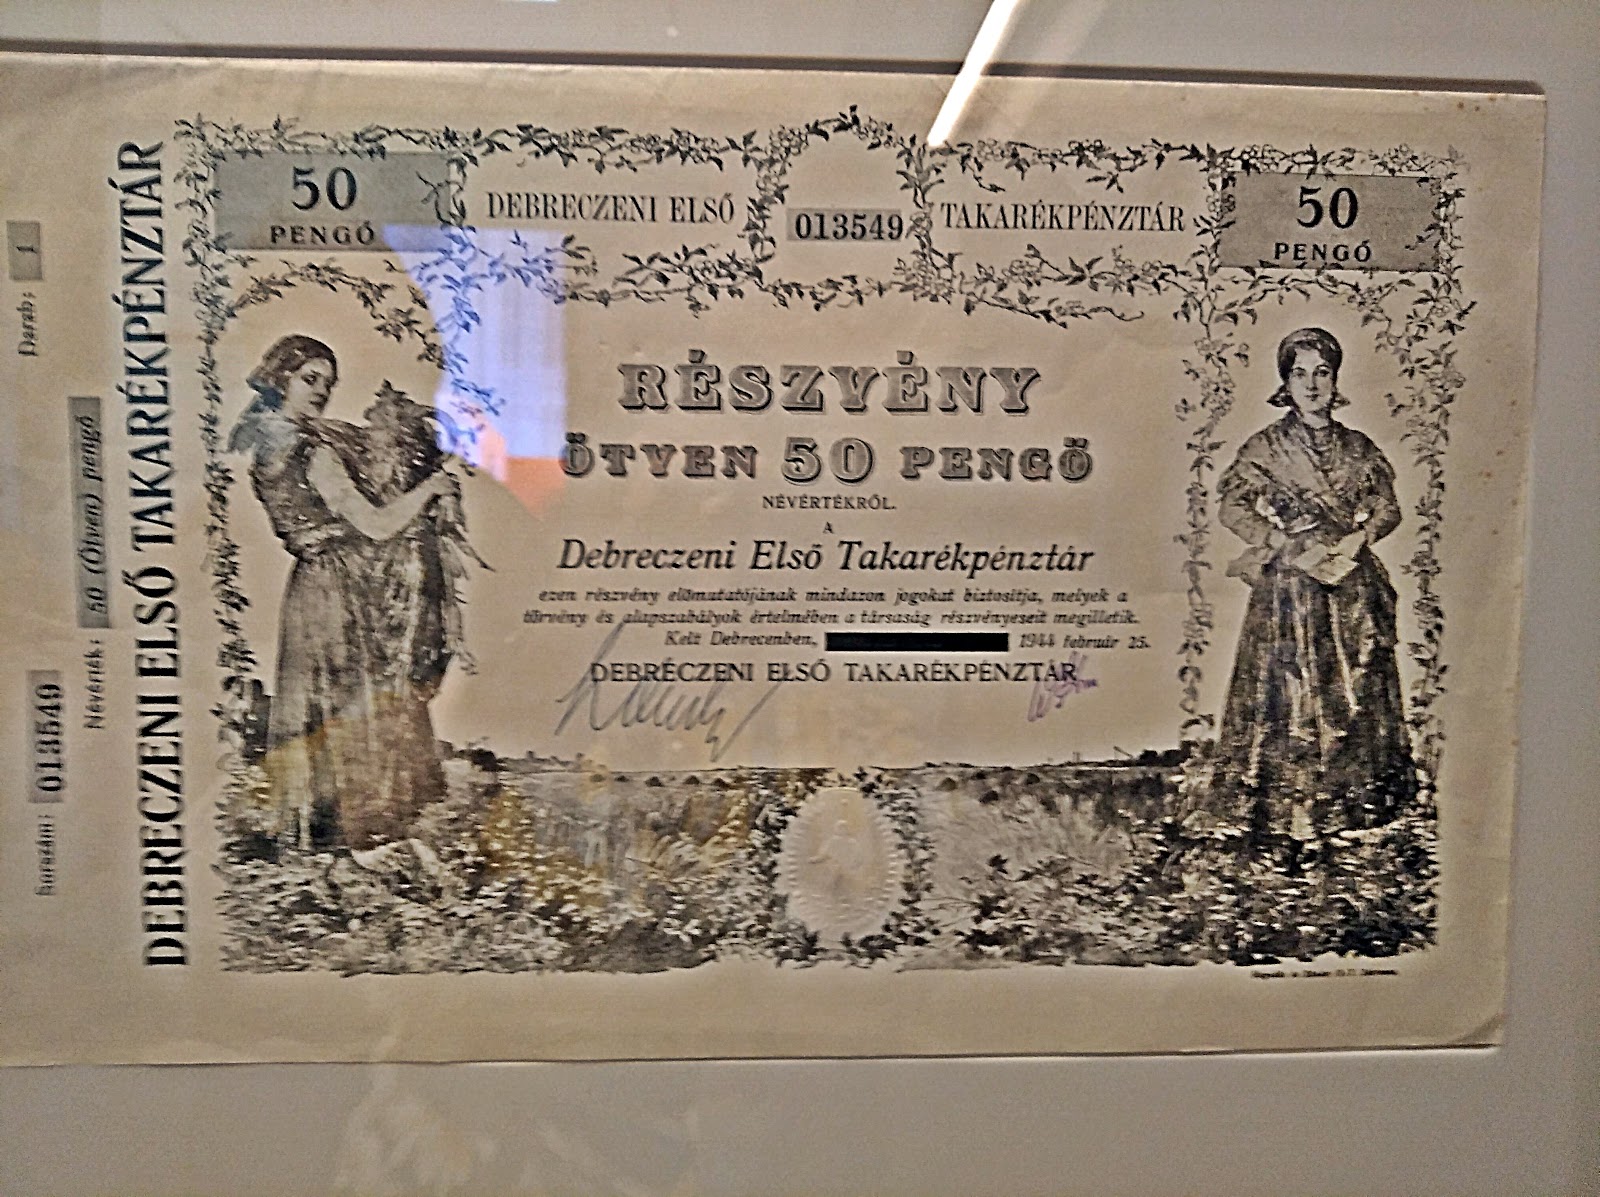 Darab: 1
Névérték: 50 (Ötven) pengő
Sorszám: 013549
DEBRECZENI ELSŐ TAKARÉKPÉNZTÁR
50
PENGŐ
DEBRECZENI ELSŐ
013549
TAKARÉKPÉNZTÁR
50
PENGŐ
RÉSZVÉNY
ÖTVEN 50 PENGŐ
NÉVÉRTÉKRŐL.
A
Debreczeni Első Takarékpénztár
ezen részvény előmutatójának mindazon jogokat biztosítja, melyek a
törvény és alapszabályok értelmében a társaság részvényeseit megilletik.
Kelt Debrecenben, 1944 február 25.
DEBRECZENI ELSŐ TAKARÉKPÉNZTÁR